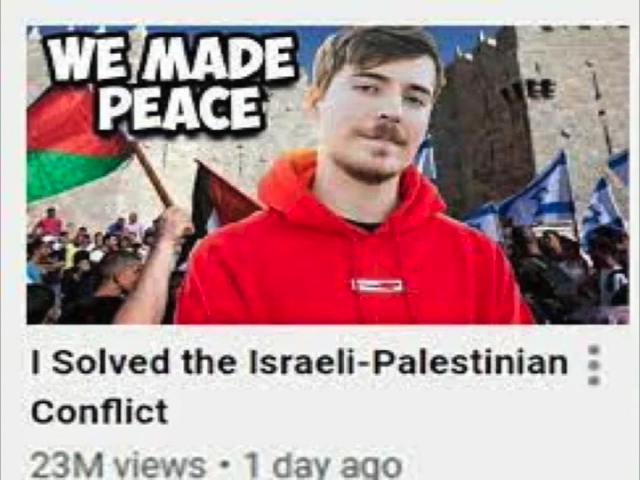 WE MADE
PEACE
I Solved the Israeli-Palestinian
Conflict
23M views • 1 day ago